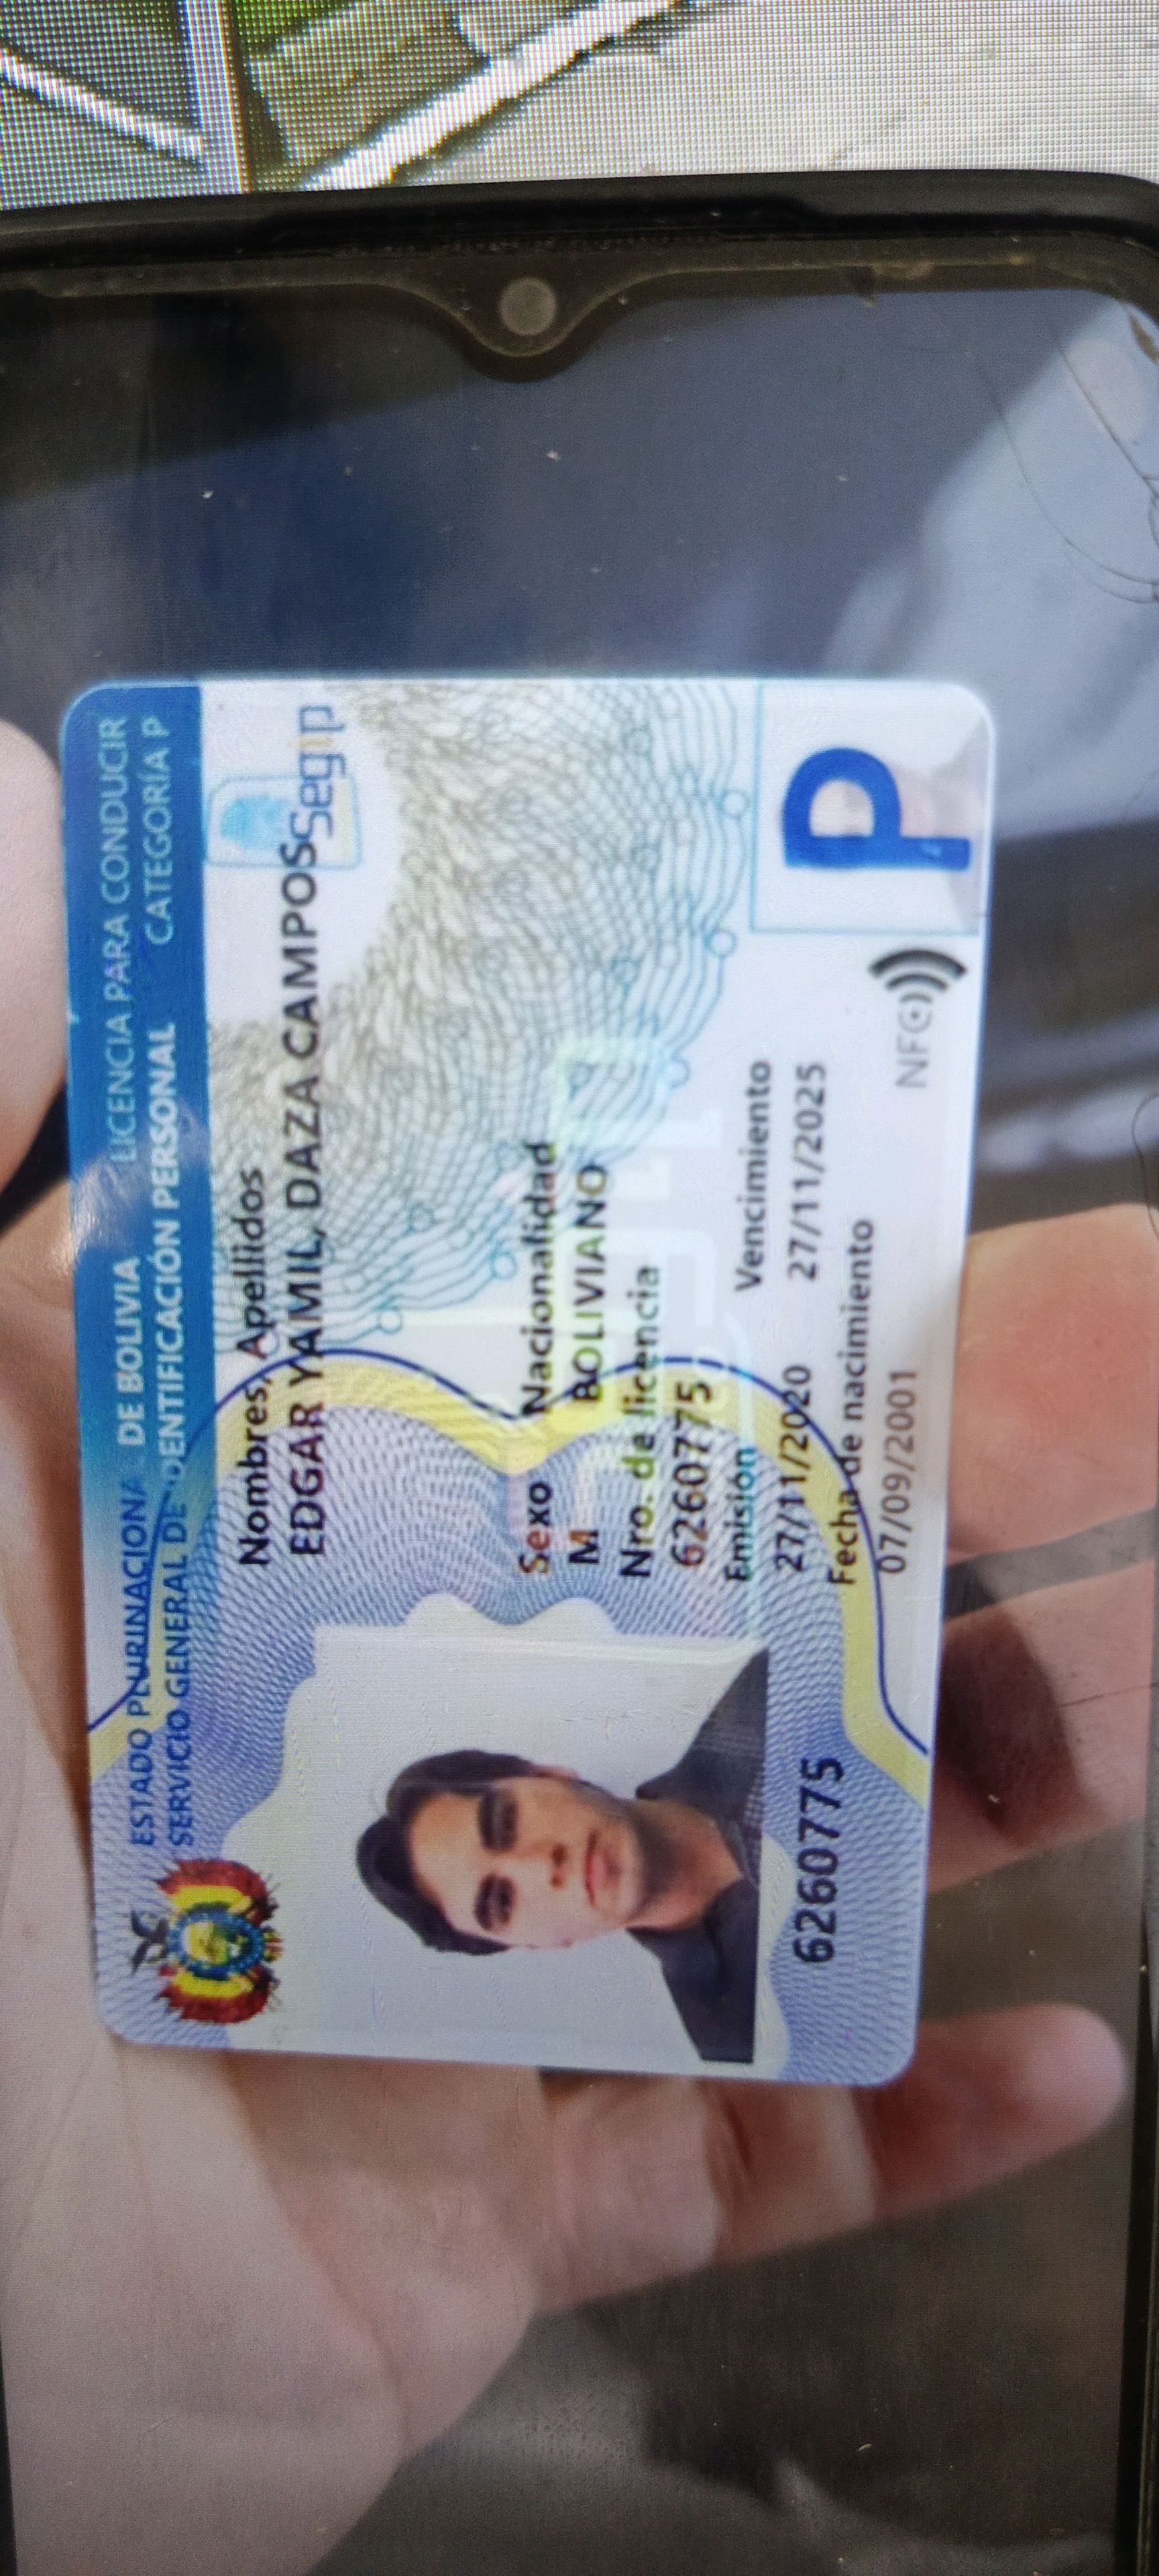 ESTADO PLURINACIONAL DE BOLIVIA LICENCIA PARA CONDUCIR
SERVICIO GENERAL DE IDENTIFICACIÓN PERSONAL CATEGORÍA P
Segip
Nombres, Apellidos
EDGAR YAMIL, DAZA CAMPOS
Sexo Nacionalidad
M BOLIVIANO
Nro. de licencia
6260775
Emisión Vencimiento
27/11/2020 27/11/2025
Fecha de nacimiento
07/09/2001
6260775
NFC
P